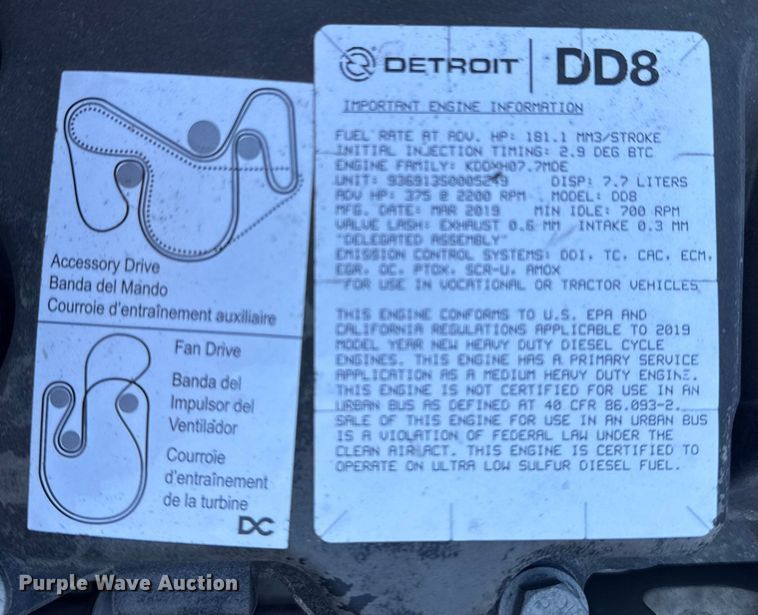 Accessory Drive
Banda del Mando
Courroie d'entraînement auxiliaire
Fan Drive
Banda del
Impulsor del
Ventilador
Courroie
d'entraînement
de la turbine
DC
DETROIT DD8
IMPORTANT ENGINE INFORMATION
FUEL RATE AT ADV. HP: 181.1 MM3/STROKE
INITIAL INJECTION TIMING: 2.9 DEG BTC
ENGINE FAMILY: KDDXH07.7MDE
UNIT: 936913S0005249 DISP: 7.7 LITERS
ADV HP: 375 @ 2200 RPM MODEL: DD8
MFG. DATE: MAR 2019 MIN IDLE: 700 RPM
VALVE LASH: EXHAUST 0.6 MM INTAKE 0.3 MM
"DELEGATED ASSEMBLY"
EMISSION CONTROL SYSTEMS: DDI, TC, CAC, ECM,
EGR, OC, PTOX, SCR-U, AMOX
FOR USE IN VOCATIONAL OR TRACTOR VEHICLES
THIS ENGINE CONFORMS TO U.S. EPA AND
CALIFORNIA REGULATIONS APPLICABLE TO 2019
MODEL YEAR NEW HEAVY DUTY DIESEL CYCLE
ENGINES. THIS ENGINE HAS A PRIMARY SERVICE
APPLICATION AS A MEDIUM HEAVY DUTY ENGINE.
THIS ENGINE IS NOT CERTIFIED FOR USE IN AN
URBAN BUS AS DEFINED AT 40 CFR 86.093-2.
SALE OF THIS ENGINE FOR USE IN AN URBAN BUS
IS A VIOLATION OF FEDERAL LAW UNDER THE
CLEAN AIR ACT. THIS ENGINE IS CERTIFIED TO
OPERATE ON ULTRA LOW SULFUR DIESEL FUEL.
Purple Wave Auction